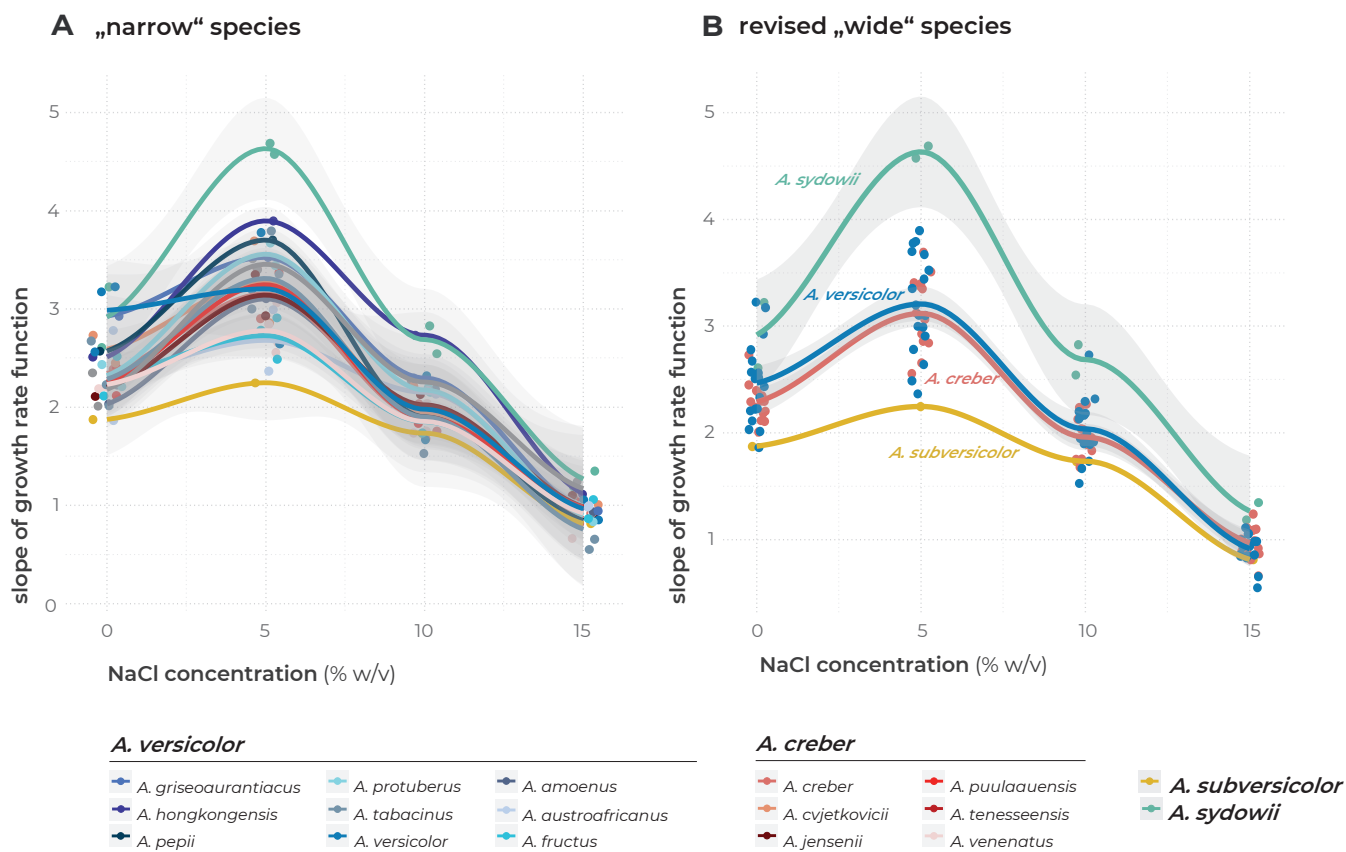 A „narrow“ species
B revised „wide“ species
5
4
3
2
1
0
slope of growth rate function
0 5 10 15
NaCl concentration (% w/v)
5
4
3
2
1
slope of growth rate function
A. sydowii
A. versicolor
A. creber
A. subversicolor
0 5 10 15
NaCl concentration (% w/v)
A. versicolor
A. griseoaurantiacus A. protuberus A. amoenus
A. hongkongensis A. tabacinus A. austroafricanus
A. pepii A. versicolor A. fructus
A. creber
A. creber A. puulaauensis
A. cvjetkovicii A. tenesseensis
A. jensenii A. venenatus
A. subversicolor
A. sydowii